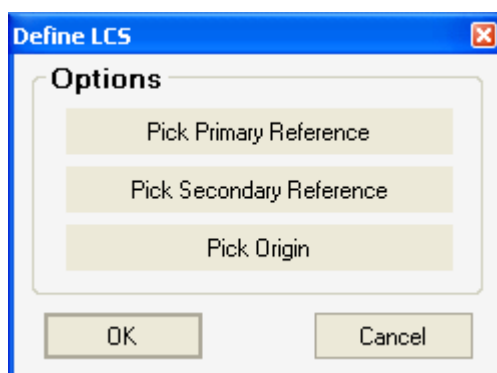 Define LCS
Options
Pick Primary Reference
Pick Secondary Reference
Pick Origin
OK
Cancel